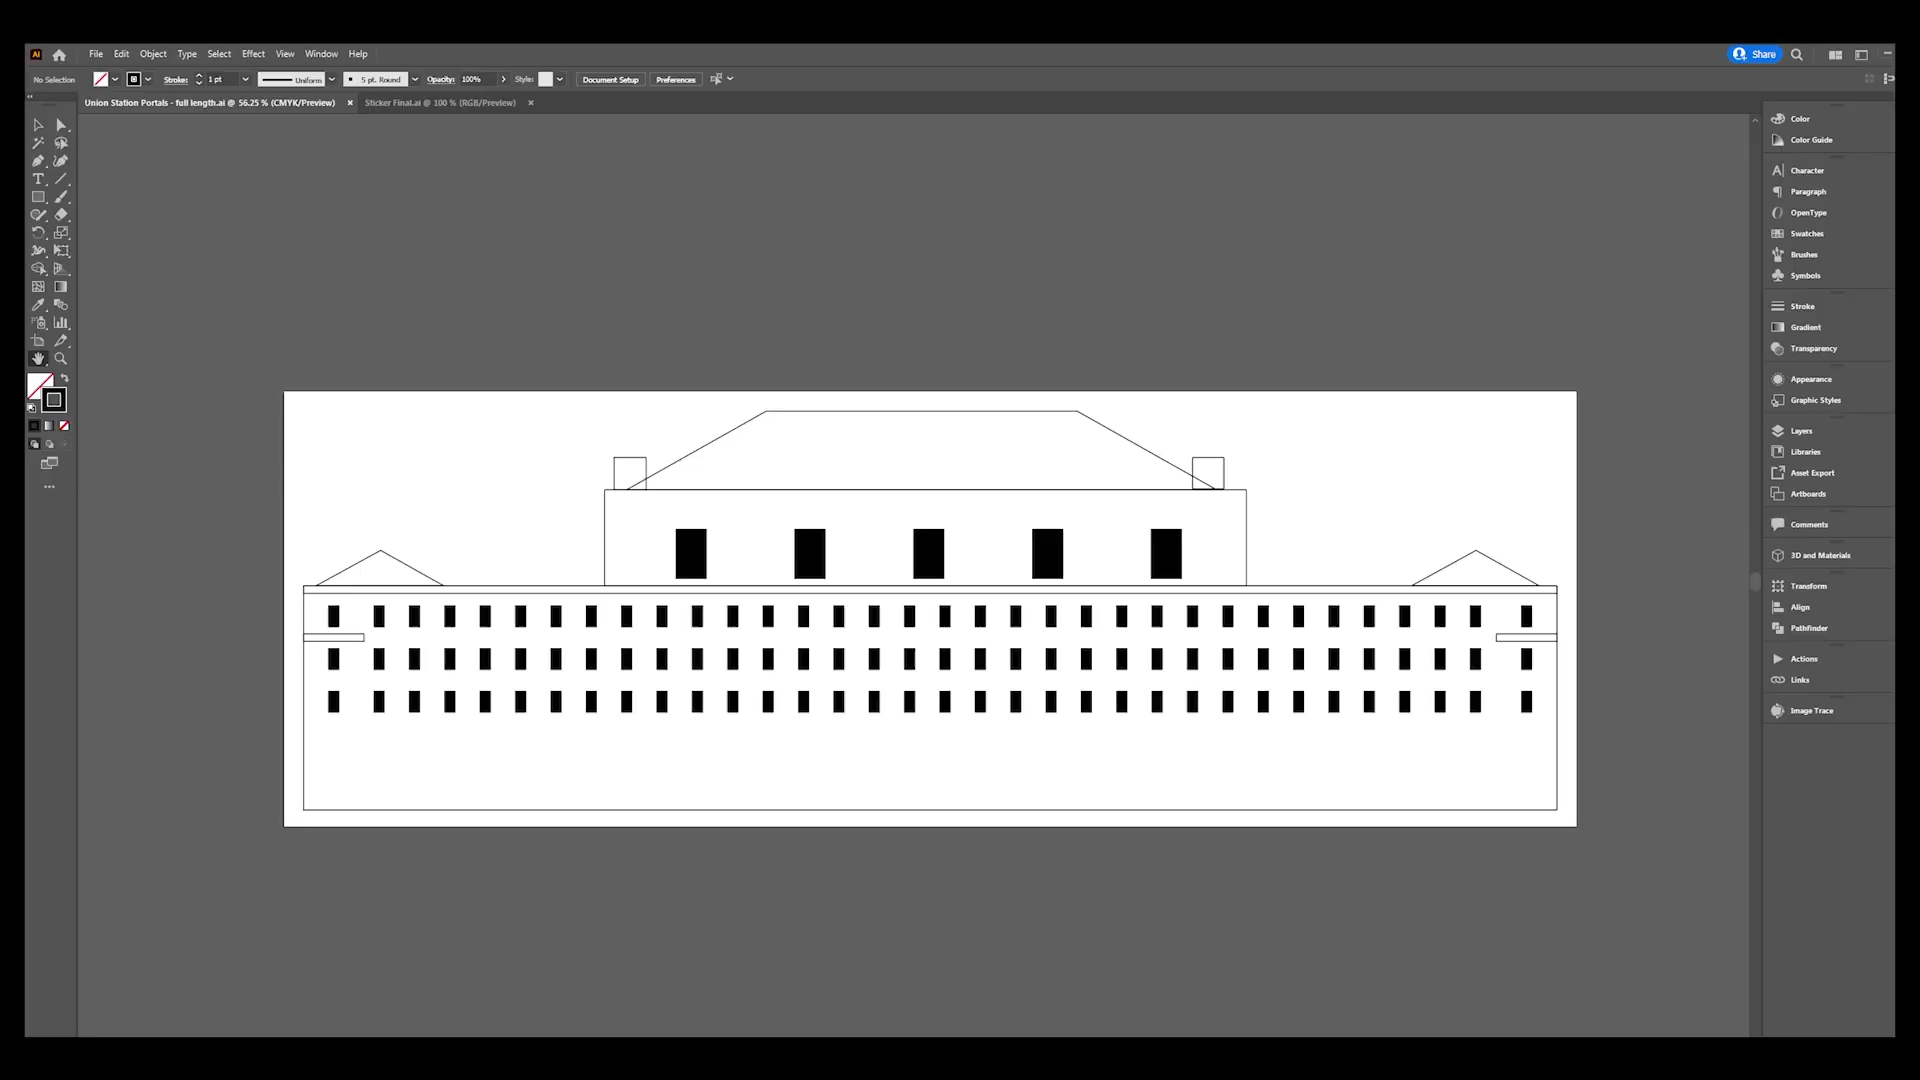 Ai File Edit Object Type Select Effect View Window Help Share
No Selection Stroke: 1 pt Uniform 5 pt. Round Opacity: 100% Style: Document Setup Preferences
Union Station Portals - full length.ai @ 56.25 % (CMYK/Preview) Sticker Final.ai @ 100 % (RGB/Preview)
Color
Color Guide
Character
Paragraph
OpenType
Swatches
Brushes
Symbols
Stroke
Gradient
Transparency
Appearance
Graphic Styles
Layers
Libraries
Asset Export
Artboards
Comments
3D and Materials
Transform
Align
Pathfinder
Actions
Links
Image Trace